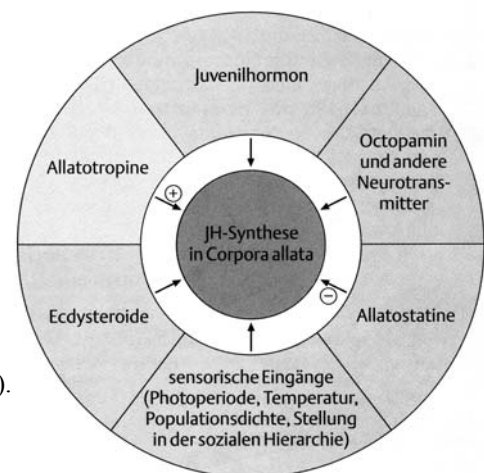 Juvenilhormon
Allatotropine
Octopamin
und andere
Neurotrans-
mitter
+
JH-Synthese
in Corpora allata
Ecdysteroide
−
Allatostatine
sensorische Eingänge
(Photoperiode, Temperatur,
Populationsdichte, Stellung
in der sozialen Hierarchie)
).